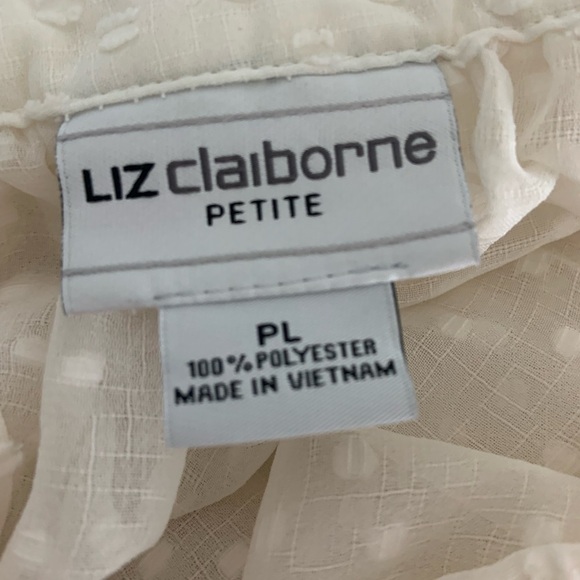 LIZ claiborne
PETITE
PL
100% POLYESTER
MADE IN VIETNAM